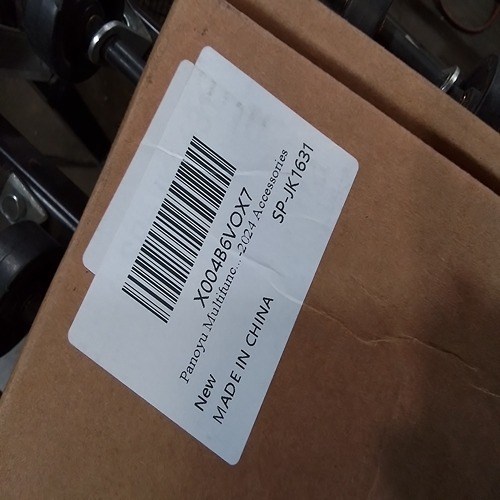 X004B6VOX7
Panoyu Multifunc... -2024 Accessories
New
SP-JK1631
MADE IN CHINA